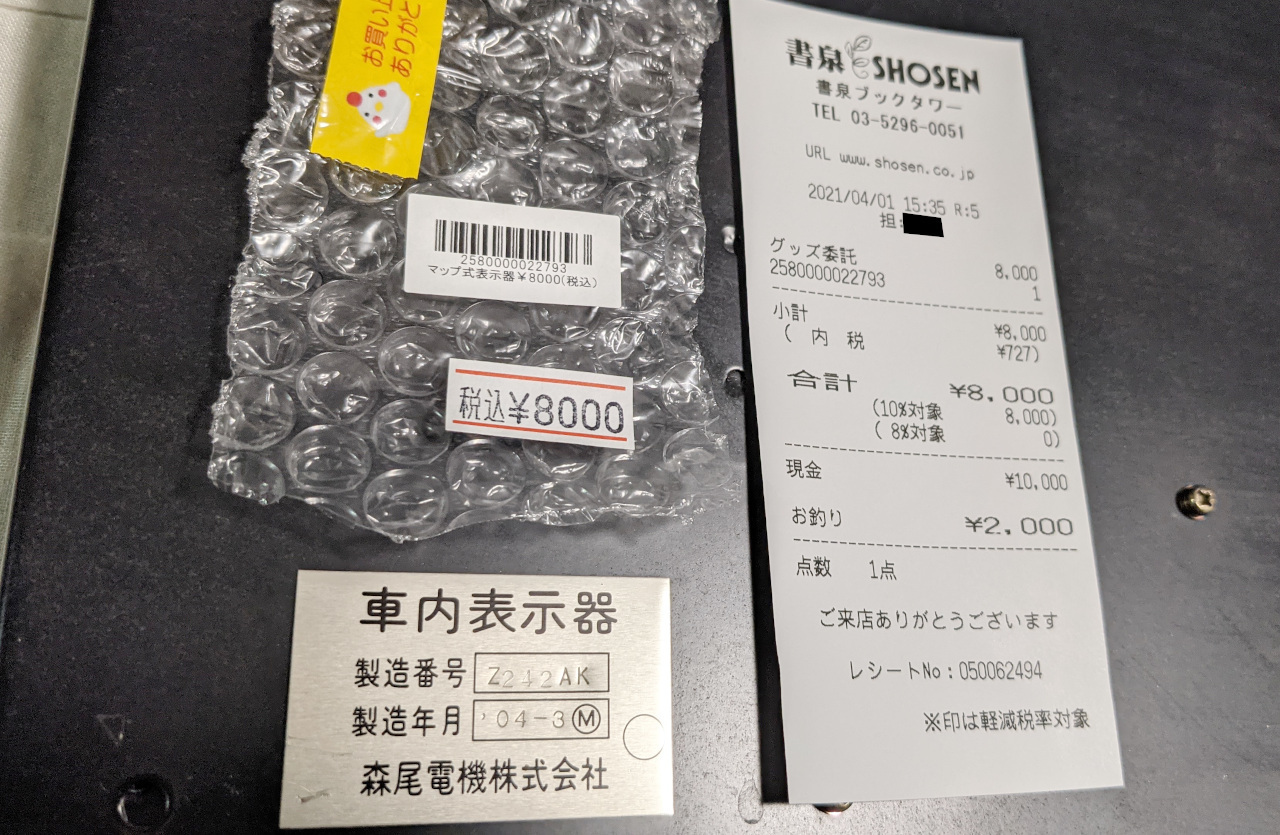 お買い上
ありがと
2580000022793
マップ式表示器¥8000(税込)
税込¥8000
車内表示器
製造番号 Z242AK
製造年月 '04-3Ⓜ
森尾電機株式会社
書泉 SHOSEN
書泉ブックタワー
TEL 03-5296-0051
URL www.shosen.co.jp
2021/04/01 15:35 R:5
担:
グッズ委託 8,000
2580000022793 1
小計 ¥8,000
( 内 税 ¥727)
合計 ¥8,000
(10%対象 8,000)
( 8%対象 0)
現金 ¥10,000
お釣り ¥2,000
点数 1点
ご来店ありがとうございます
レシートNo:050062494
※印は軽減税率対象